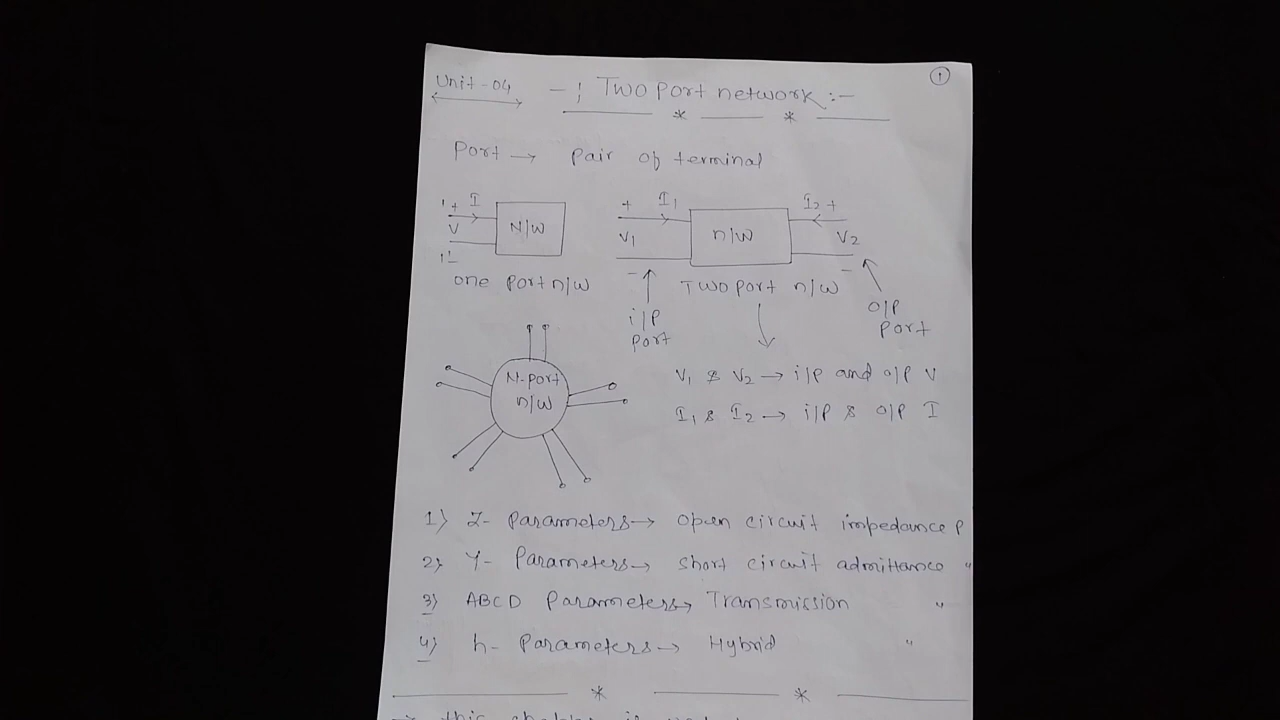 1
Unit-04 - ; Two port network :-
Port → pair of terminal
1 + I
V
1' -
N/W
one port n/w
+ I1
V1
-
n/w
I2 +
V2
-
Two port n/w
i/p
port
o/p
port
N-port
n/w
V1 & V2 → i/p and o/p V
I1 & I2 → i/p & o/p I
1) Z- Parameters → open circuit impedance P
2) Y- Parameters → short circuit admittance "
3) ABCD Parameters → Transmission "
4) h- Parameters → Hybrid "